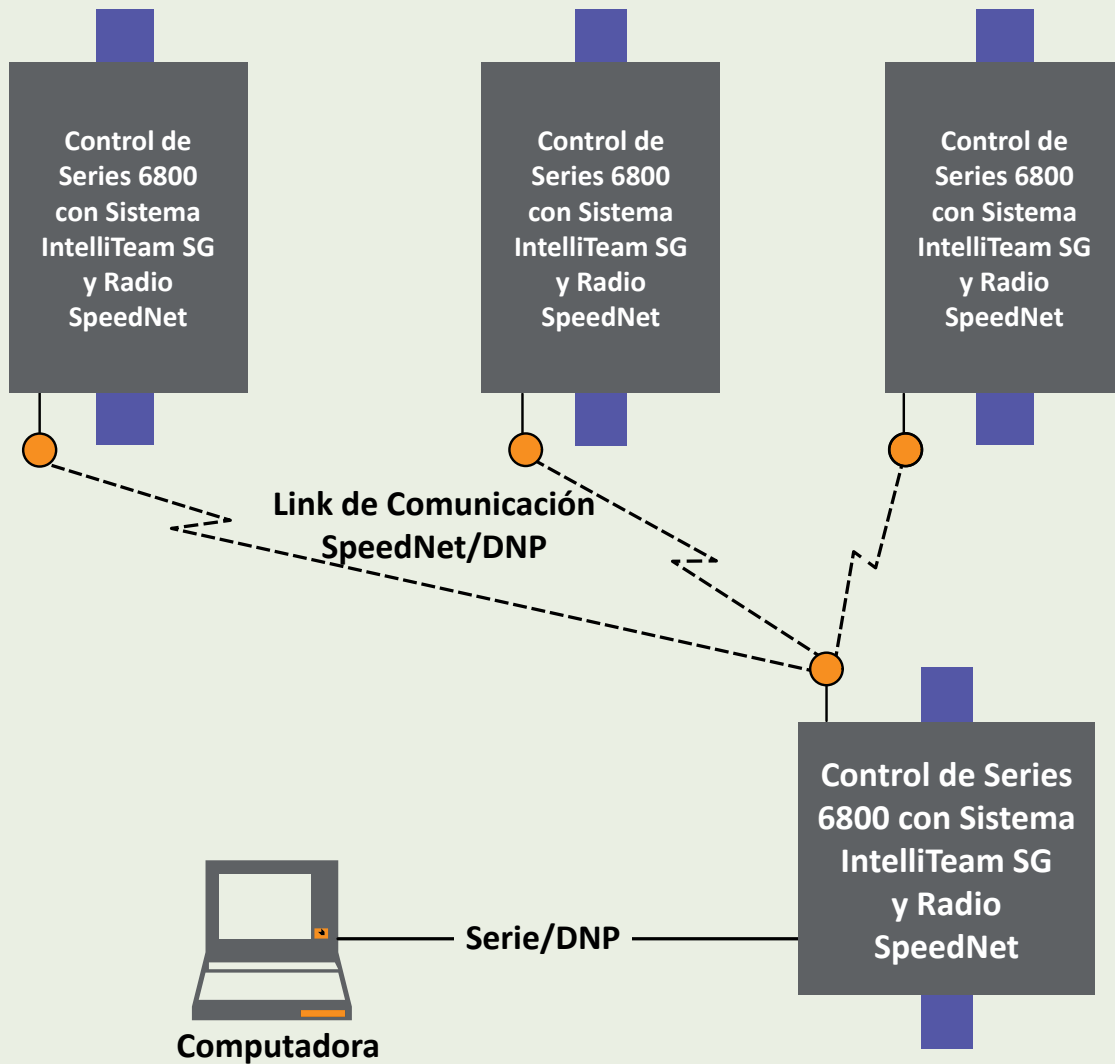 Control de
Series 6800
con Sistema
IntelliTeam SG
y Radio
SpeedNet
Control de
Series 6800
con Sistema
IntelliTeam SG
y Radio
SpeedNet
Control de
Series 6800
con Sistema
IntelliTeam SG
y Radio
SpeedNet
Link de Comunicación
SpeedNet/DNP
Control de Series
6800 con Sistema
IntelliTeam SG
y Radio
SpeedNet
Serie/DNP
Computadora